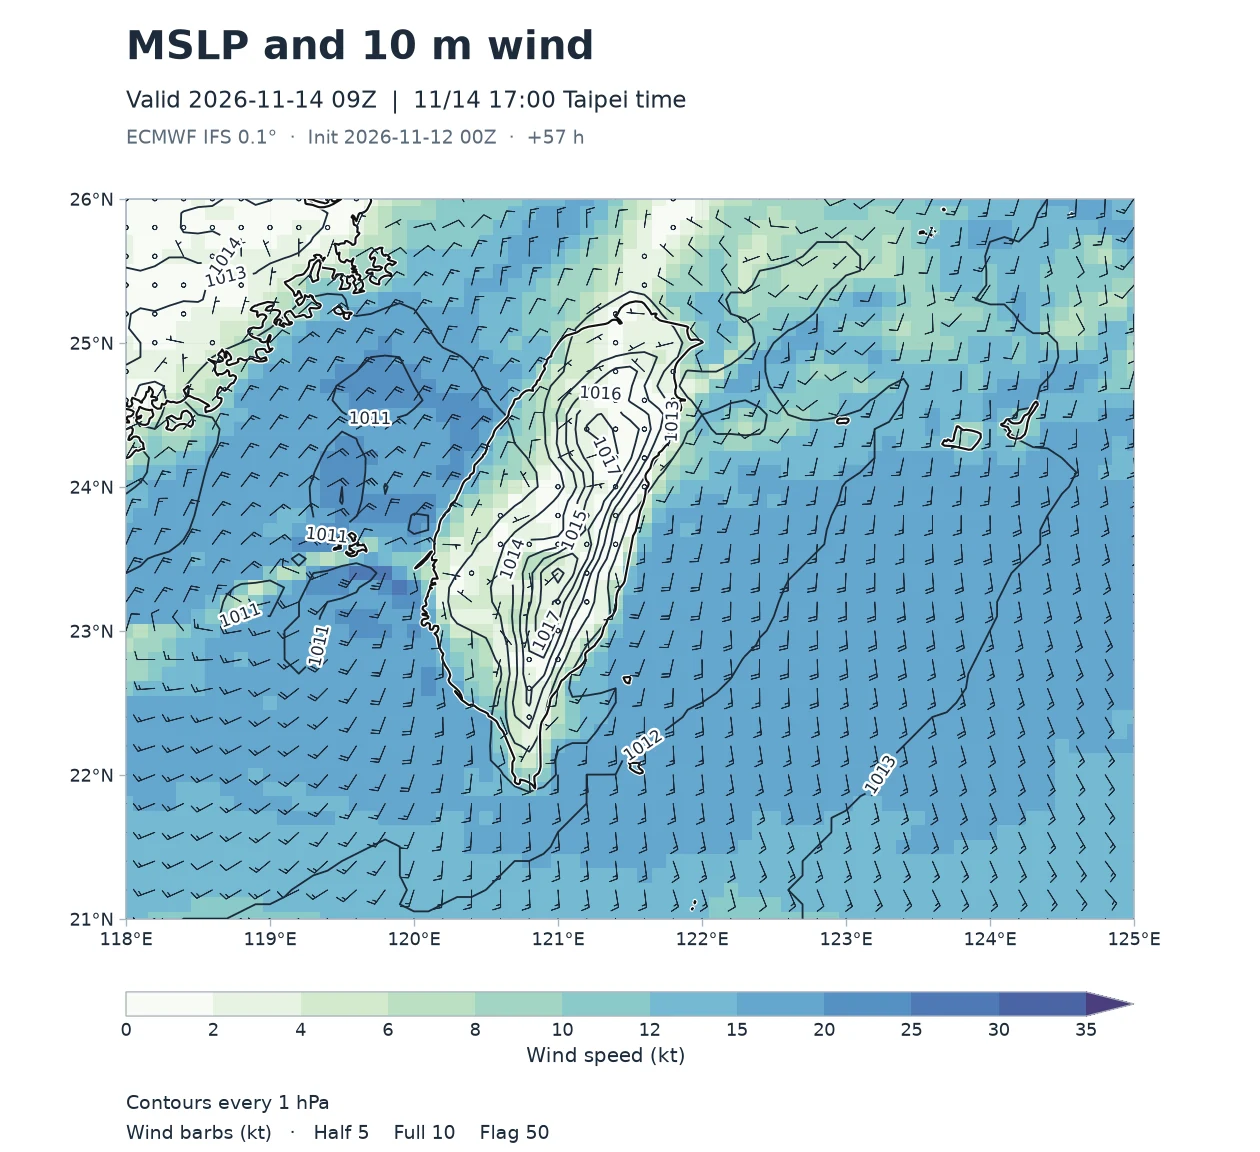 MSLP and 10 m wind
Valid 2026-11-14 09Z | 11/14 17:00 Taipei time
ECMWF IFS 0.1° · Init 2026-11-12 00Z · +57 h
26°N
25°N
24°N
23°N
22°N
21°N
1014
1013
1011
1016
1013
1017
1011
1015
1014
1011
1017
1011
1012
1013
118°E 119°E 120°E 121°E 122°E 123°E 124°E 125°E
0 2 4 6 8 10 12 15 20 25 30 35
Wind speed (kt)
Contours every 1 hPa
Wind barbs (kt) · Half 5 Full 10 Flag 50